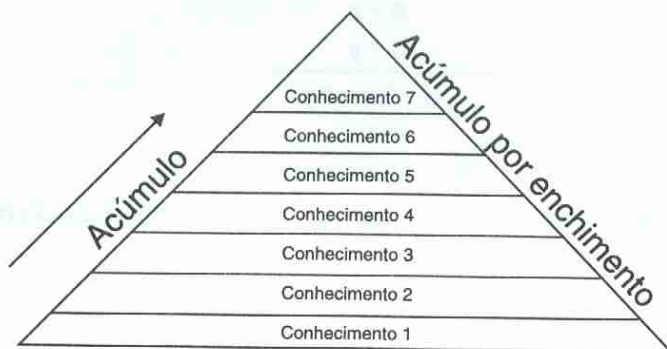 Conhecimento 7
Conhecimento 6
Conhecimento 5
Conhecimento 4
Conhecimento 3
Conhecimento 2
Conhecimento 1
Acúmulo
Acúmulo por enchimento